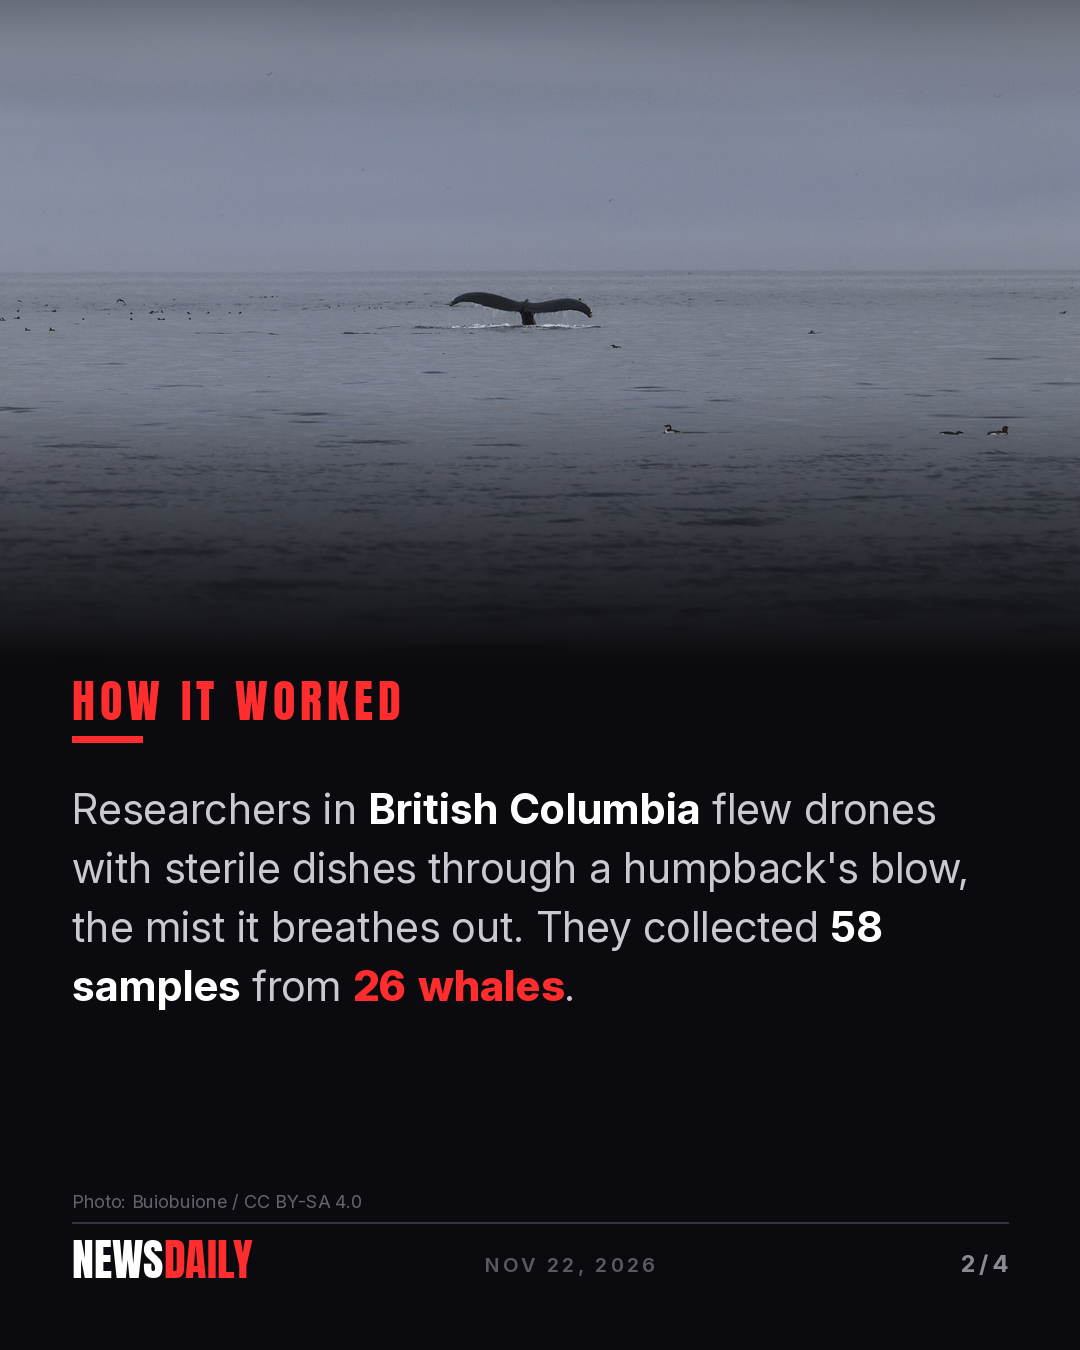 HOW IT WORKED
Researchers in British Columbia flew drones
with sterile dishes through a humpback's blow,
the mist it breathes out. They collected 58
samples from 26 whales.
Photo: Buiobuione / CC BY-SA 4.0
NEWSDAILY
NOV 22, 2026
2/4